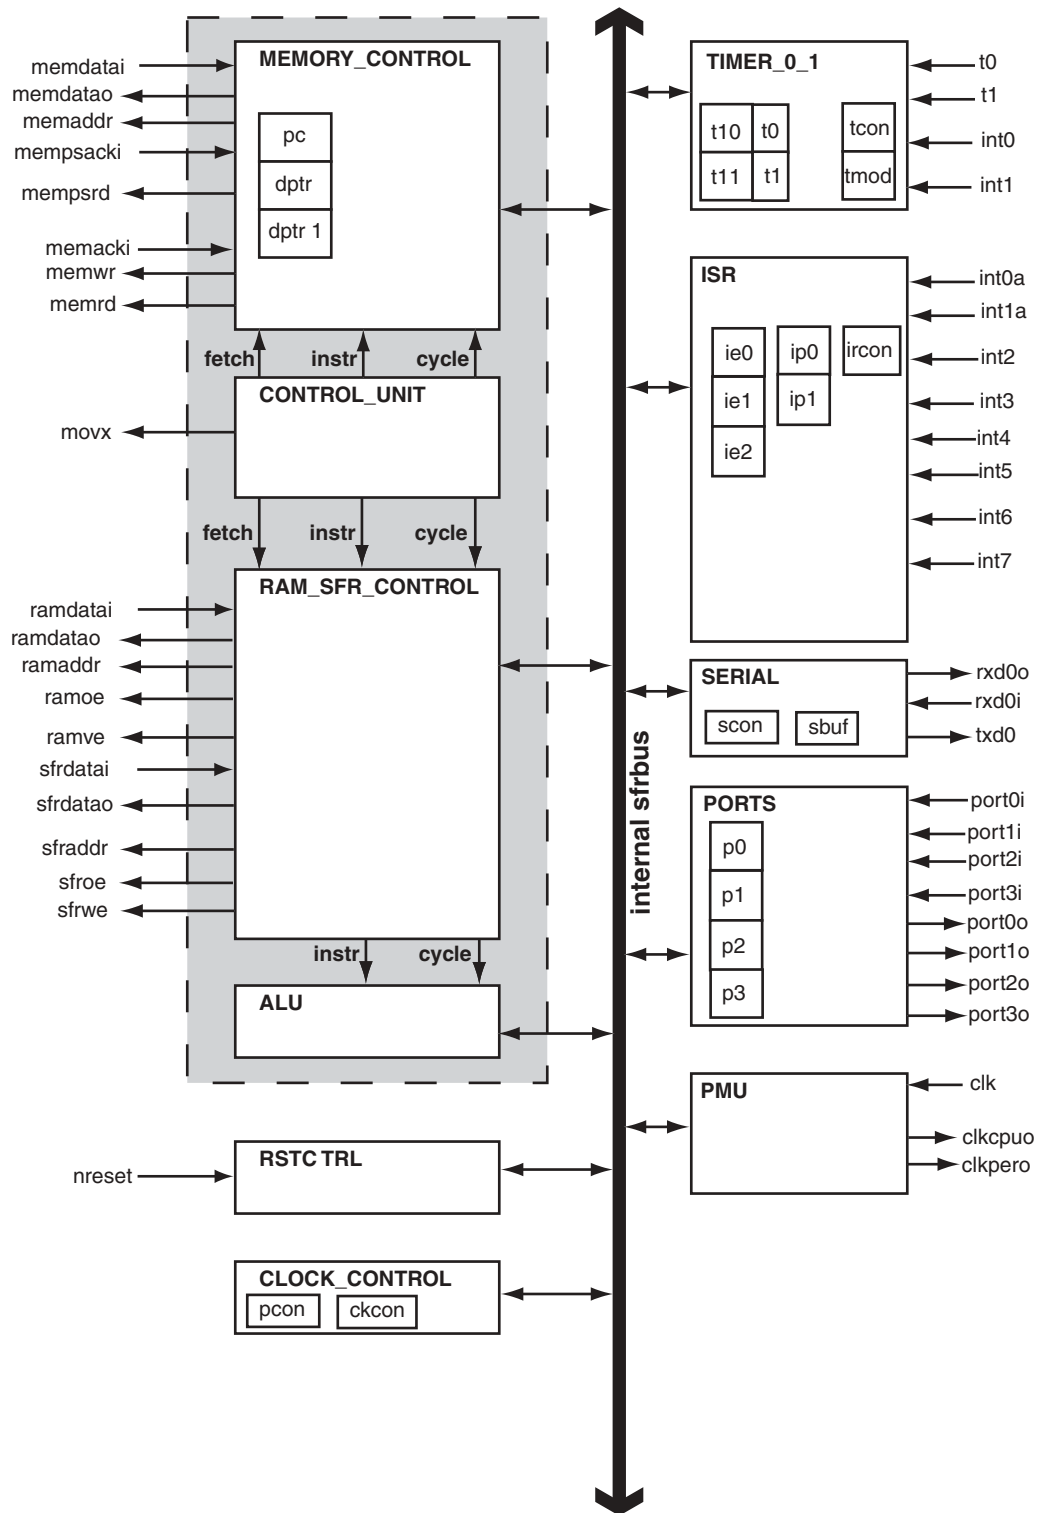 MEMORY_CONTROL
memdatai
memdatao
memaddr
mempsacki
mempsrd
memacki
memwr
memrd
pc
dptr
dptr 1
fetch
instr
cycle
CONTROL_UNIT
movx
fetch
instr
cycle
RAM_SFR_CONTROL
ramdatai
ramdatao
ramaddr
ramoe
ramve
sfrdatai
sfrdatao
sfraddr
sfroe
sfrwe
instr
cycle
ALU
RSTC TRL
nreset
CLOCK_CONTROL
pcon
ckcon
internal sfrbus
TIMER_0_1
t10
t0
t11
t1
tcon
tmod
t0
t1
int0
int1
ISR
ie0
ie1
ie2
ip0
ip1
ircon
int0a
int1a
int2
int3
int4
int5
int6
int7
SERIAL
scon
sbuf
rxd0o
rxd0i
txd0
PORTS
p0
p1
p2
p3
port0i
port1i
port2i
port3i
port0o
port1o
port2o
port3o
PMU
clk
clkcpuo
clkpero